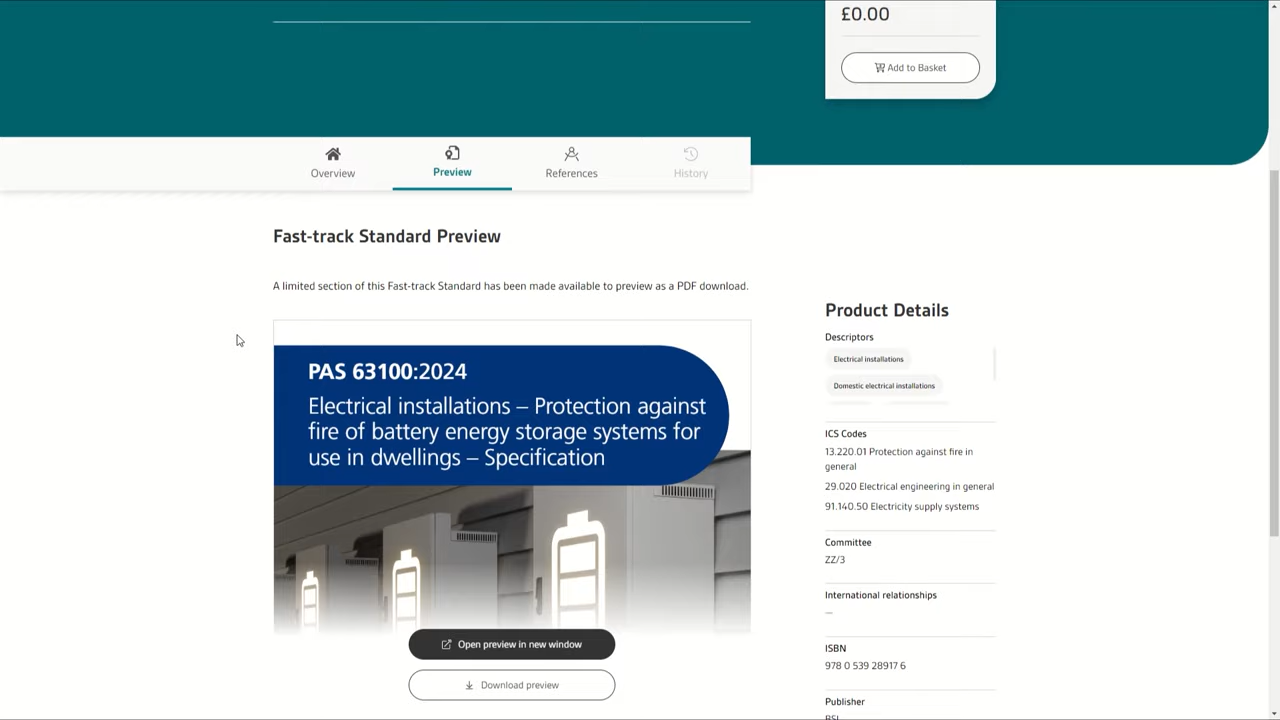 £0.00
Add to Basket
Overview
Preview
References
History
Fast-track Standard Preview
A limited section of this Fast-track Standard has been made available to preview as a PDF download.
PAS 63100:2024
Electrical installations – Protection against
fire of battery energy storage systems for
use in dwellings – Specification
Open preview in new window
Download preview
Product Details
Descriptors
Electrical installations
Domestic electrical installations
ICS Codes
13.220.01 Protection against fire in
general
29.020 Electrical engineering in general
91.140.50 Electricity supply systems
Committee
ZZ/3
International relationships
—
ISBN
978 0 539 28917 6
Publisher
BSI